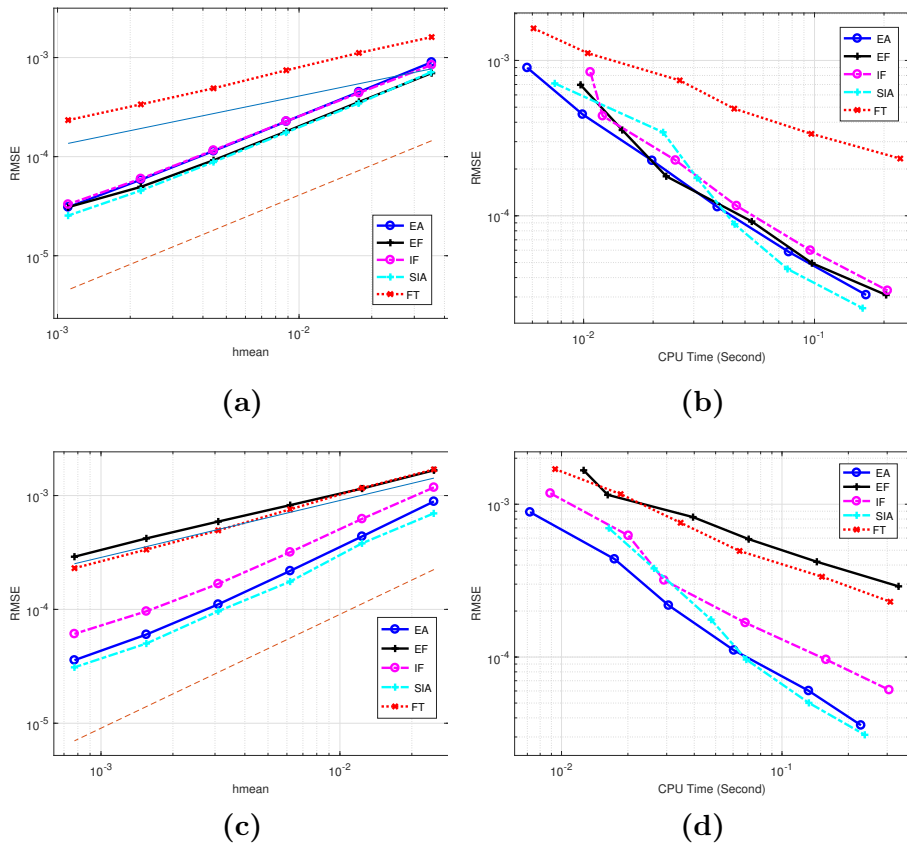 10^-3
10^-4
10^-5
RMSE
EA
EF
IF
SIA
FT
10^-3
10^-2
hmean
(a)
10^-3
10^-4
RMSE
EA
EF
IF
SIA
FT
10^-2
10^-1
CPU Time (Second)
(b)
10^-3
10^-4
10^-5
RMSE
EA
EF
IF
SIA
FT
10^-3
10^-2
hmean
(c)
10^-3
10^-4
RMSE
EA
EF
IF
SIA
FT
10^-2
10^-1
CPU Time (Second)
(d)